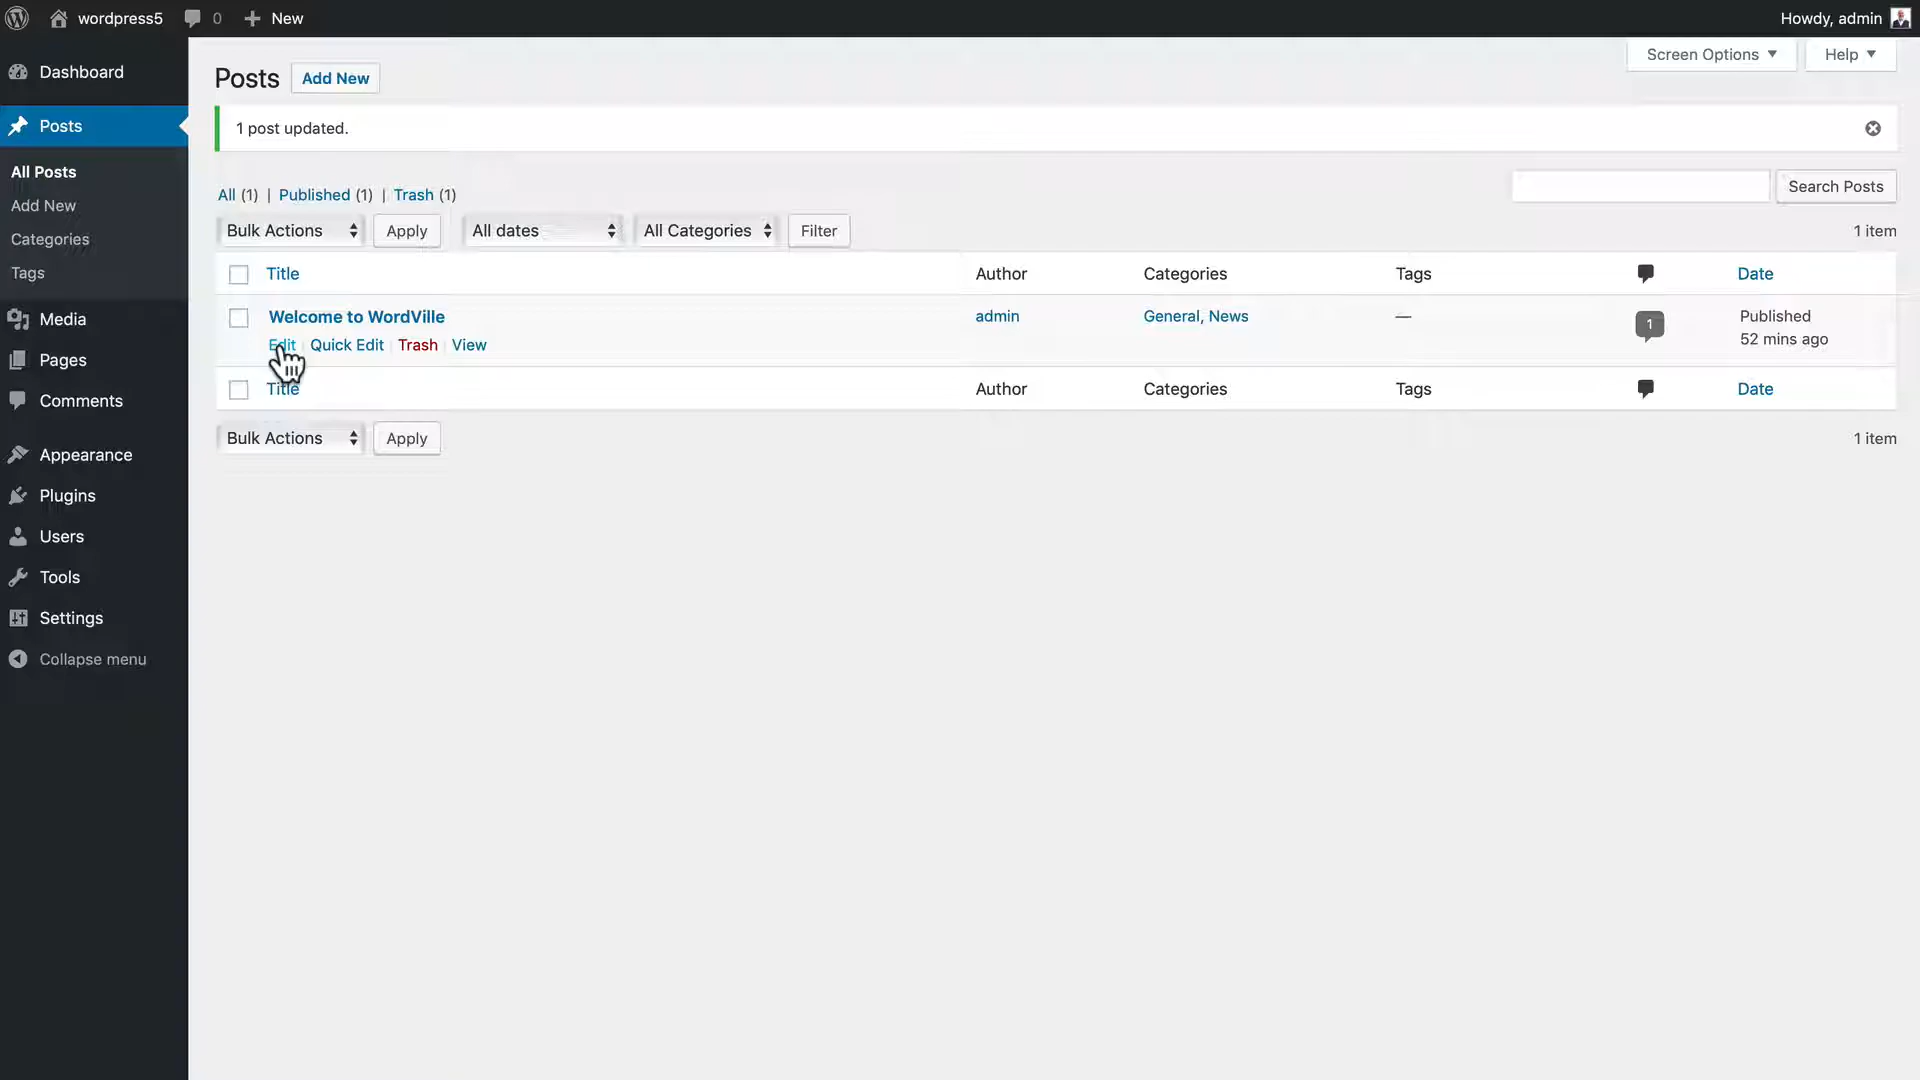 wordpress5 0 New Howdy, admin
Screen Options Help
Dashboard
Posts
All Posts
Add New
Categories
Tags
Media
Pages
Comments
Appearance
Plugins
Users
Tools
Settings
Collapse menu
Posts Add New
1 post updated.
All (1) | Published (1) | Trash (1)
Search Posts
Bulk Actions Apply All dates All Categories Filter 1 item
Title Author Categories Tags Date
Welcome to WordVille admin General, News — 1 Published
52 mins ago
Edit | Quick Edit | Trash | View
Title Author Categories Tags Date
Bulk Actions Apply 1 item